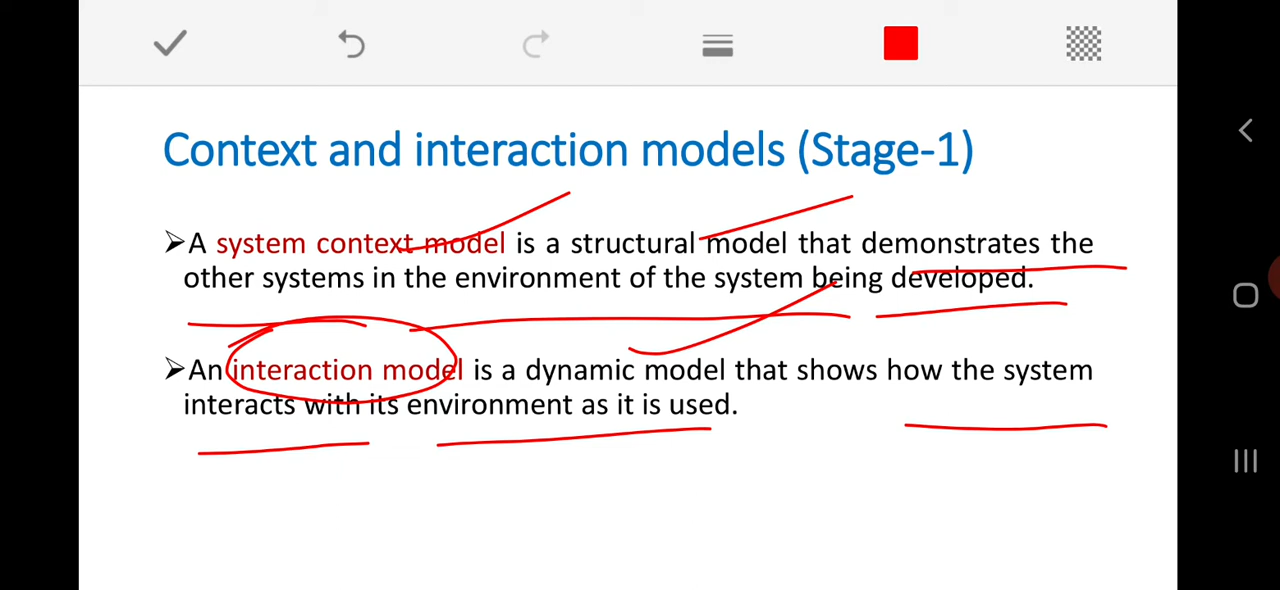 Context and interaction models (Stage-1)
➢A system context model is a structural model that demonstrates the
other systems in the environment of the system being developed.
➢An interaction model is a dynamic model that shows how the system
interacts with its environment as it is used.